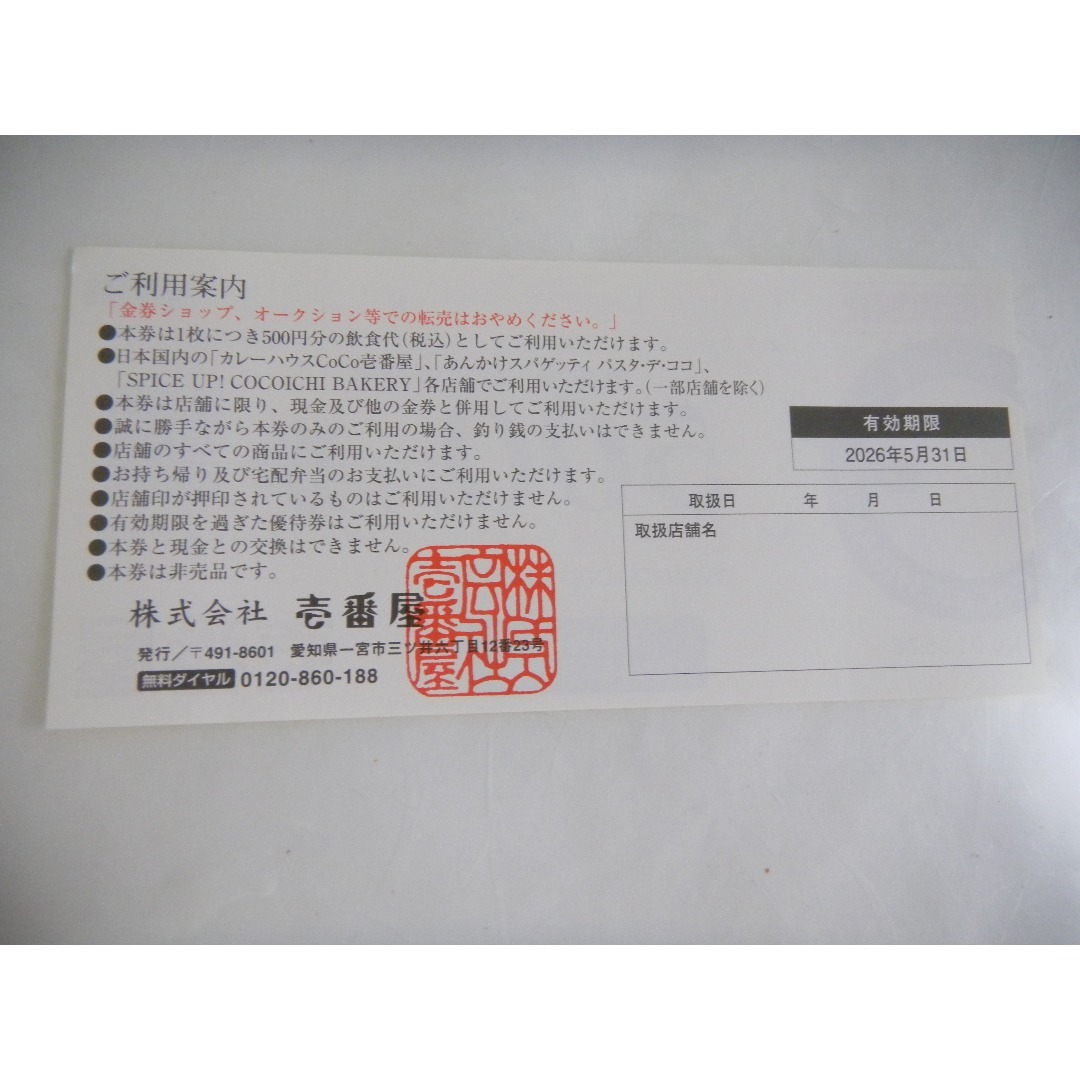 ご利用案内
「金券ショップ、オークション等での転売はおやめください。」
●本券は1枚につき500円分の飲食代(税込)としてご利用いただけます。
●日本国内の「カレーハウスCoCo壱番屋」、「あんかけスパゲッティ パスタ・デ・ココ」、
「SPICE UP! COCOICHI BAKERY」各店舗でご利用いただけます。(一部店舗を除く)
●本券は店舗に限り、現金及び他の金券と併用してご利用いただけます。
●誠に勝手ながら本券のみのご利用の場合、釣り銭の支払いはできません。
●店舗のすべての商品にご利用いただけます。
●お持ち帰り及び宅配弁当のお支払いにご利用いただけます。
●店舗印が押印されているものはご利用いただけません。
●有効期限を過ぎた優待券はご利用いただけません。
●本券と現金との交換はできません。
●本券は非売品です。
株式会社 壱番屋
発行/〒491-8601 愛知県一宮市三ツ井六丁目12番23号
無料ダイヤル 0120-860-188
株式会社壱番屋
有効期限
2026年5月31日
取扱日 年 月 日
取扱店舗名